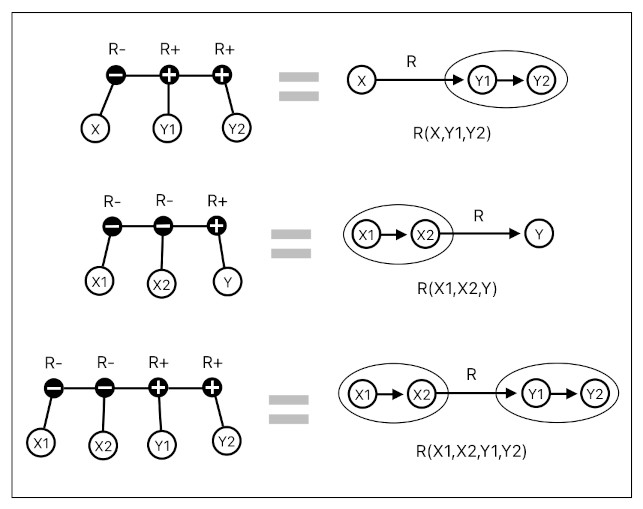 R- R+ R+
R
X Y1 Y2
X Y1 Y2
R(X,Y1,Y2)
R- R- R+
R
X1 X2 Y
X1 X2 Y
R(X1,X2,Y)
R- R- R+ R+
R
X1 X2 Y1 Y2
X1 X2 Y1 Y2
R(X1,X2,Y1,Y2)